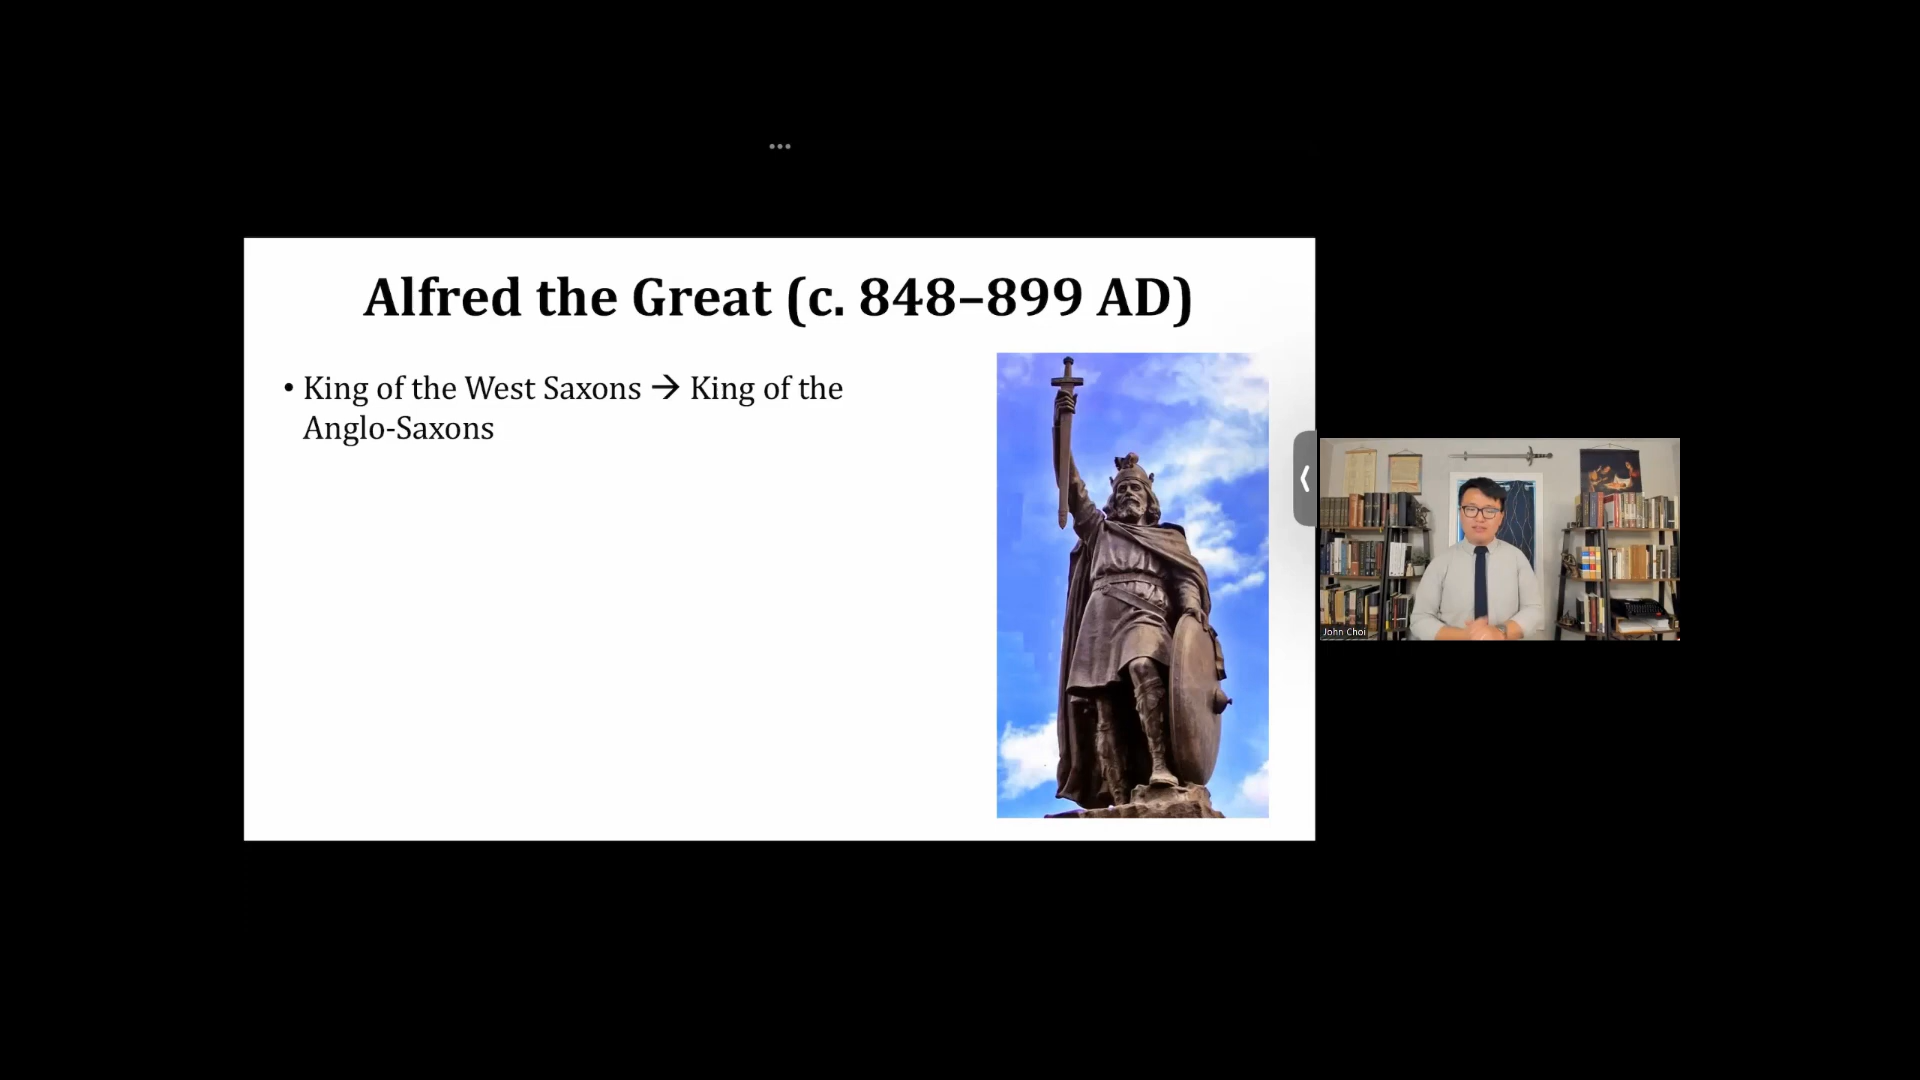 Alfred the Great (c. 848–899 AD)
• King of the West Saxons → King of the
Anglo-Saxons
John Choi